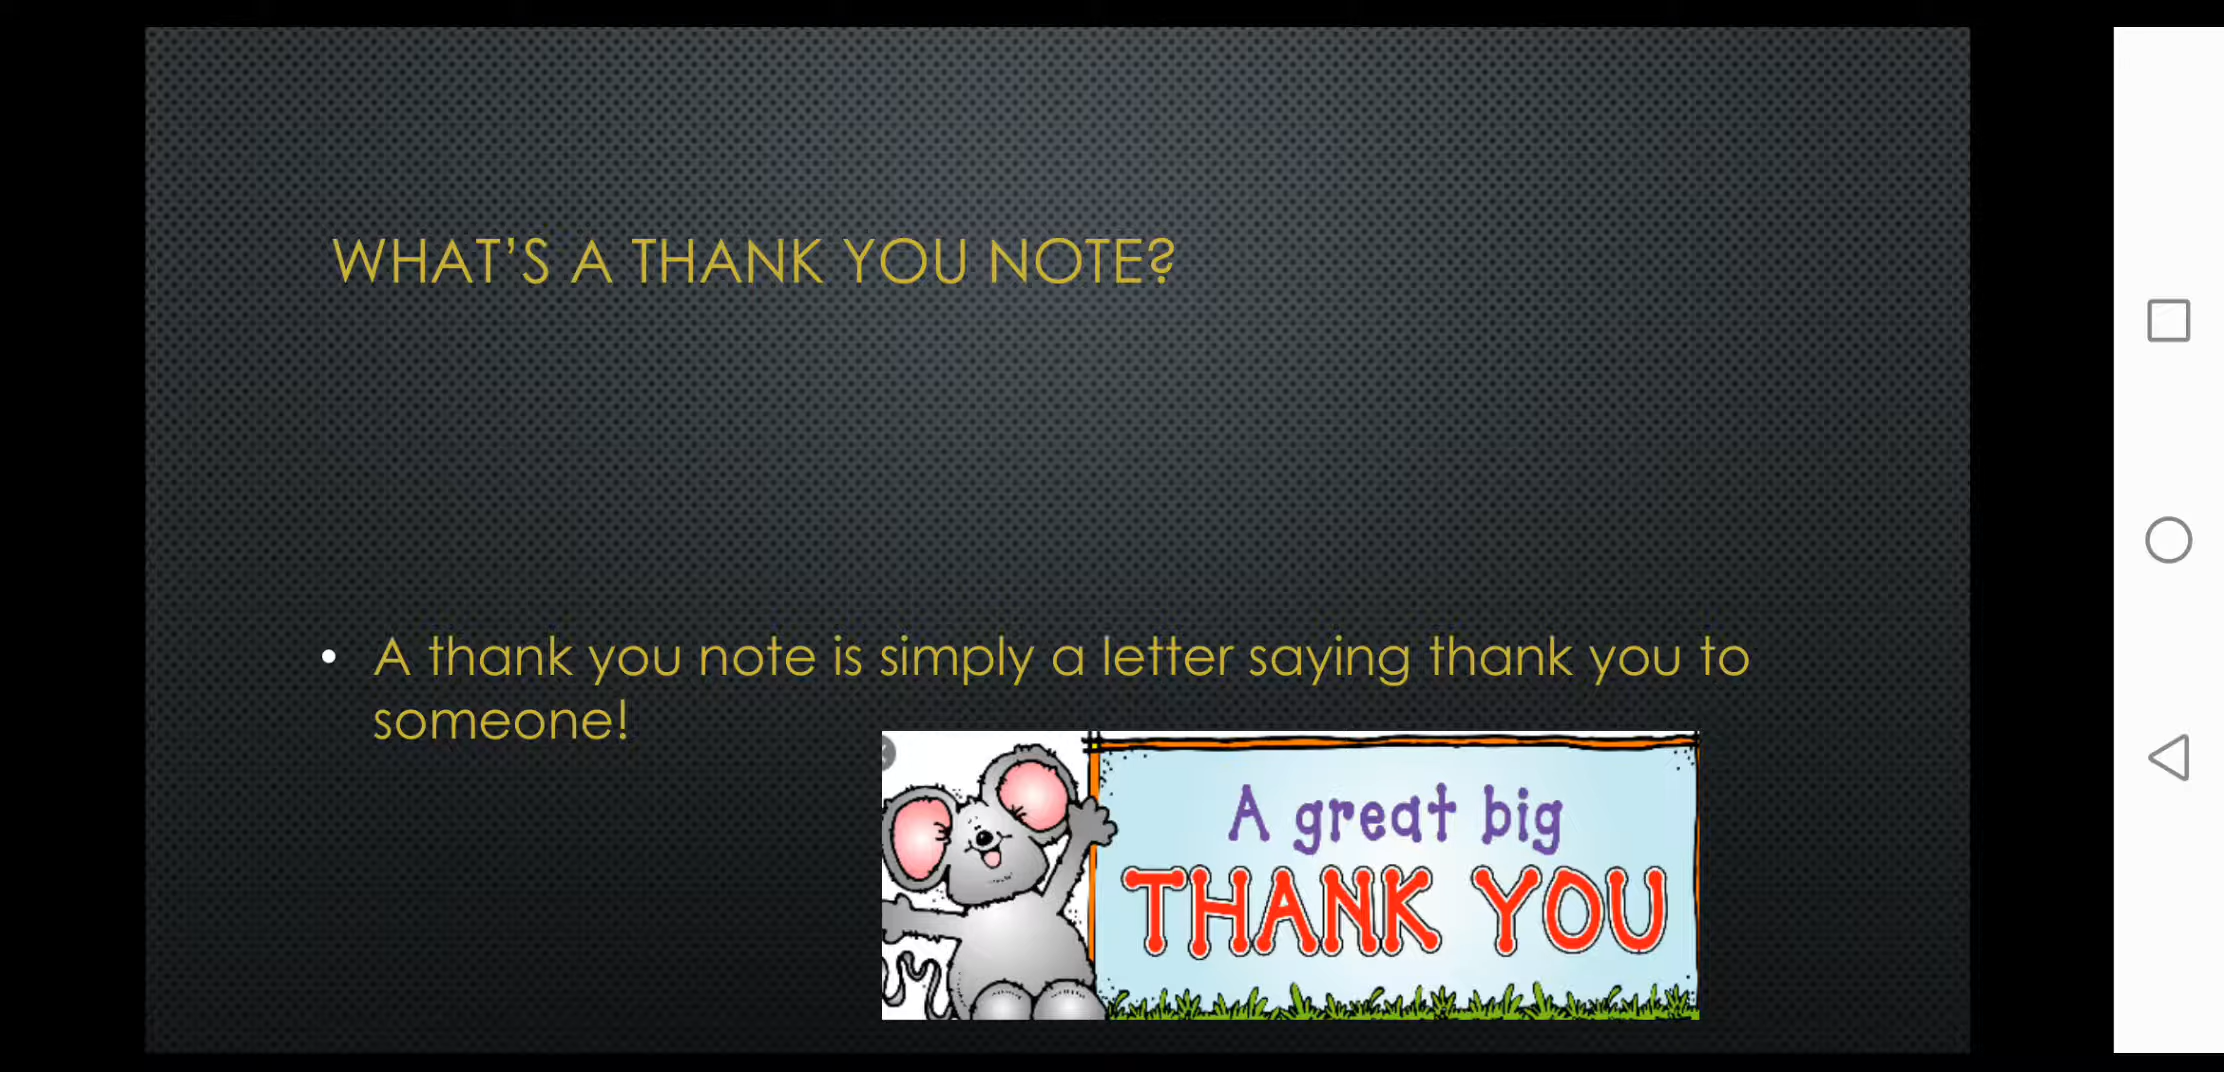 WHAT’S A THANK YOU NOTE?
• A thank you note is simply a letter saying thank you to
someone!
A great big
THANK YOU